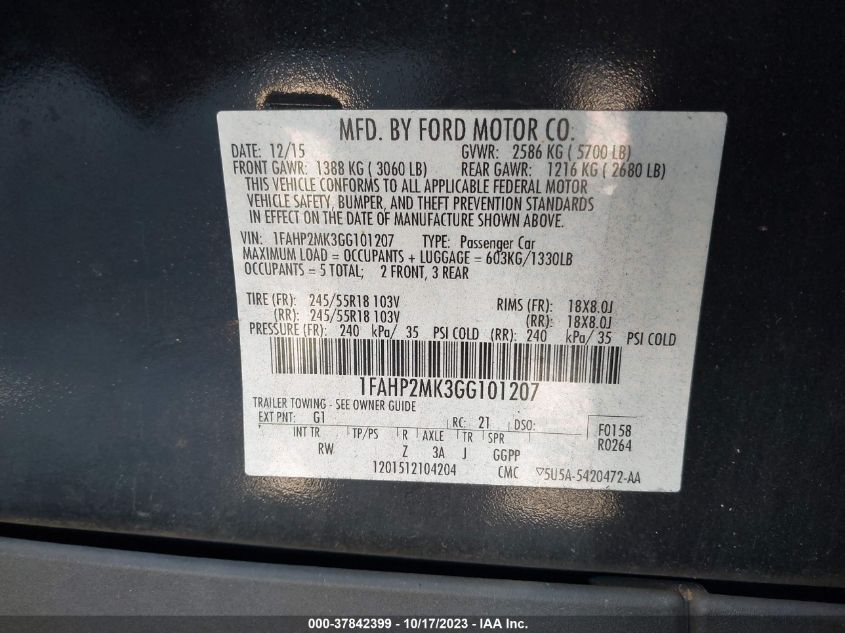 MFD. BY FORD MOTOR CO.
DATE: 12/15 GVWR: 2586 KG ( 5700 LB)
FRONT GAWR: 1388 KG ( 3060 LB) REAR GAWR: 1216 KG ( 2680 LB)
THIS VEHICLE CONFORMS TO ALL APPLICABLE FEDERAL MOTOR
VEHICLE SAFETY, BUMPER, AND THEFT PREVENTION STANDARDS
IN EFFECT ON THE DATE OF MANUFACTURE SHOWN ABOVE.
VIN: 1FAHP2MK3GG101207 TYPE: Passenger Car
MAXIMUM LOAD = OCCUPANTS + LUGGAGE = 603KG/1330LB
OCCUPANTS = 5 TOTAL; 2 FRONT, 3 REAR
TIRE (FR): 245/55R18 103V RIMS (FR): 18X8.0J
(RR): 245/55R18 103V (RR): 18X8.0J
PRESSURE (FR): 240 kPa/ 35 PSI COLD (RR): 240 kPa/ 35 PSI COLD
1FAHP2MK3GG101207
TRAILER TOWING - SEE OWNER GUIDE
EXT PNT: G1 RC: 21 DSO: F0158
R0264
INT TR TP/PS R AXLE TR SPR
RW Z 3A J GGPP
1201512104204 CMC 5U5A-5420472-AA
000-37842399 - 10/17/2023 - IAA Inc.